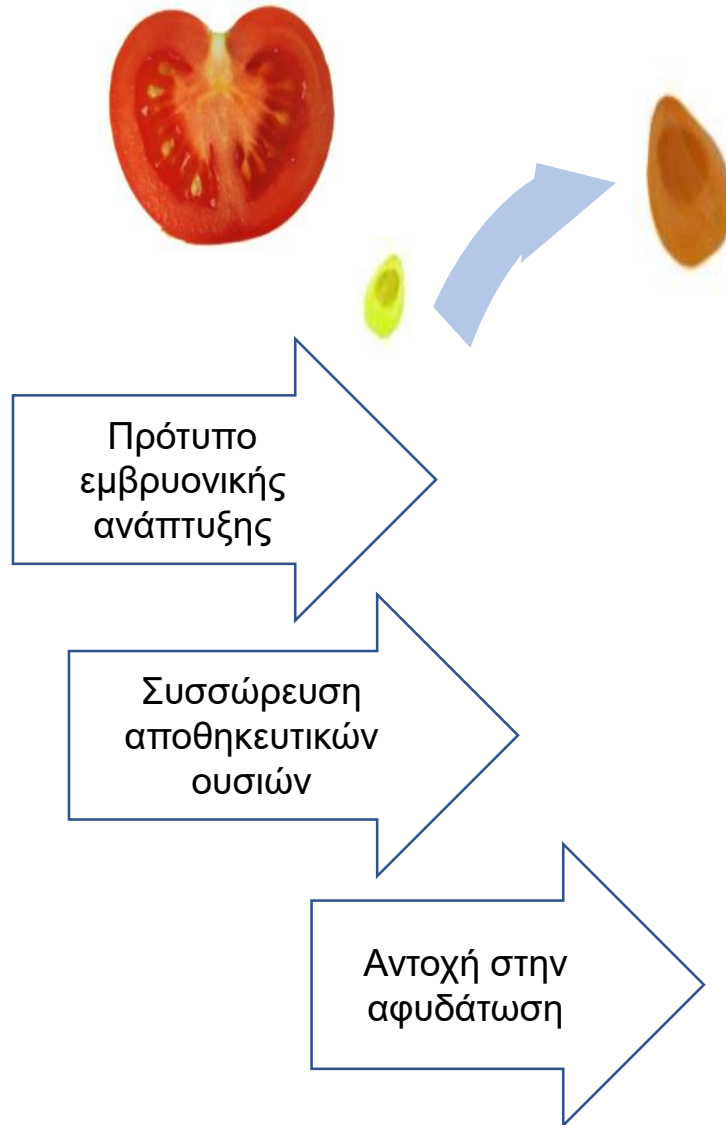 Πρότυπο
εμβρυονικής
ανάπτυξης
Συσσώρευση
αποθηκευτικών
ουσιών
Αντοχή στην
αφυδάτωση